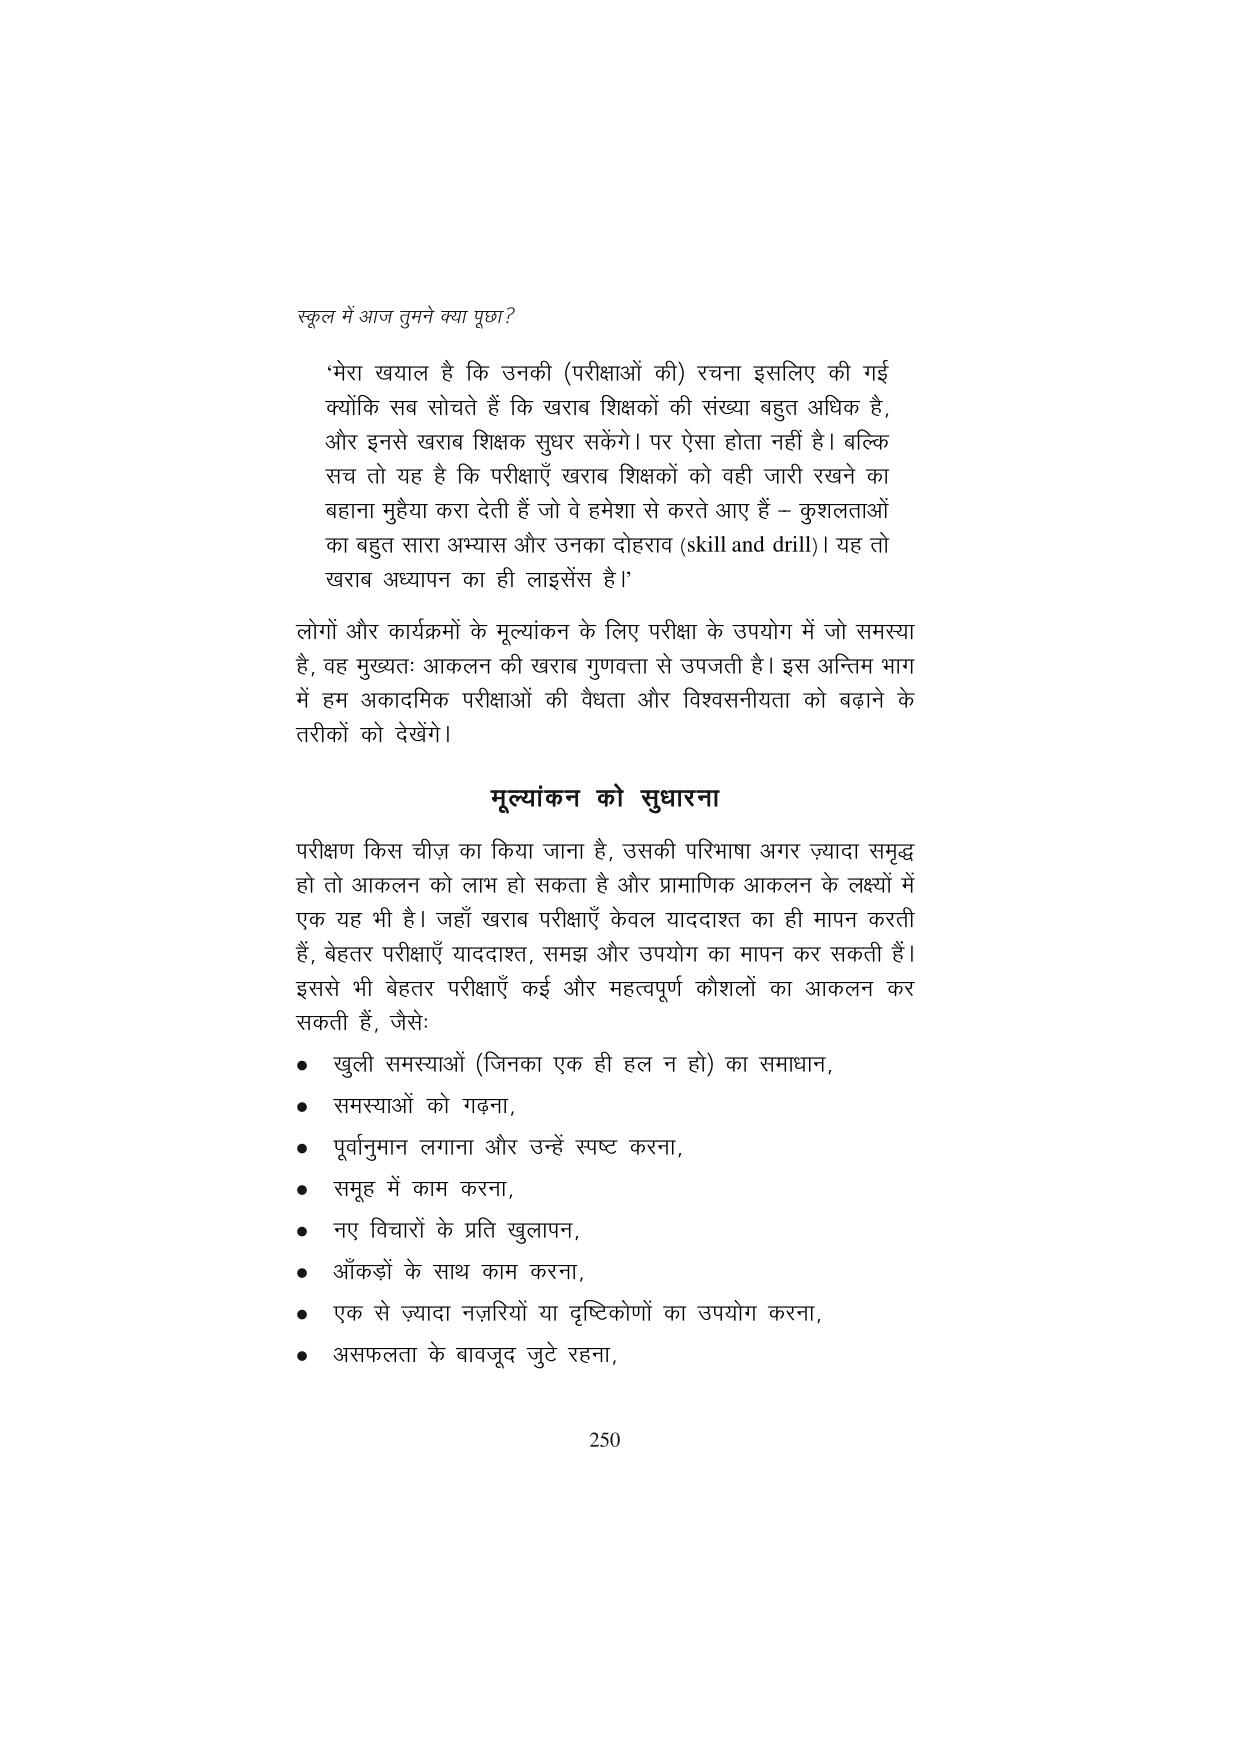 स्कूल में आज तुमने क्या पूछा?
‘मेरा खयाल है कि उनकी (परीक्षाओं की) रचना इसलिए की गई
क्योंकि सब सोचते हैं कि खराब शिक्षकों की संख्या बहुत अधिक है,
और इनसे खराब शिक्षक सुधर सकेंगे। पर ऐसा होता नहीं है। बल्कि
सच तो यह है कि परीक्षाएँ खराब शिक्षकों को वही जारी रखने का
बहाना मुहैया करा देती हैं जो वे हमेशा से करते आए हैं – कुशलताओं
का बहुत सारा अभ्यास और उनका दोहराव (skill and drill)। यह तो
खराब अध्यापन का ही लाइसेंस है।’
लोगों और कार्यक्रमों के मूल्यांकन के लिए परीक्षा के उपयोग में जो समस्या
है, वह मुख्यतः आकलन की खराब गुणवत्ता से उपजती है। इस अन्तिम भाग
में हम अकादमिक परीक्षाओं की वैधता और विश्वसनीयता को बढ़ाने के
तरीकों को देखेंगे।
मूल्यांकन को सुधारना
परीक्षण किस चीज़ का किया जाना है, उसकी परिभाषा अगर ज़्यादा समृद्ध
हो तो आकलन को लाभ हो सकता है और प्रामाणिक आकलन के लक्ष्यों में
एक यह भी है। जहाँ खराब परीक्षाएँ केवल याददाश्त का ही मापन करती
हैं, बेहतर परीक्षाएँ याददाश्त, समझ और उपयोग का मापन कर सकती हैं।
इससे भी बेहतर परीक्षाएँ कई और महत्वपूर्ण कौशलों का आकलन कर
सकती हैं, जैसेः
● खुली समस्याओं (जिनका एक ही हल न हो) का समाधान,
● समस्याओं को गढ़ना,
● पूर्वानुमान लगाना और उन्हें स्पष्ट करना,
● समूह में काम करना,
● नए विचारों के प्रति खुलापन,
● आँकड़ों के साथ काम करना,
● एक से ज़्यादा नज़रियों या दृष्टिकोणों का उपयोग करना,
● असफलता के बावजूद जुटे रहना,
250